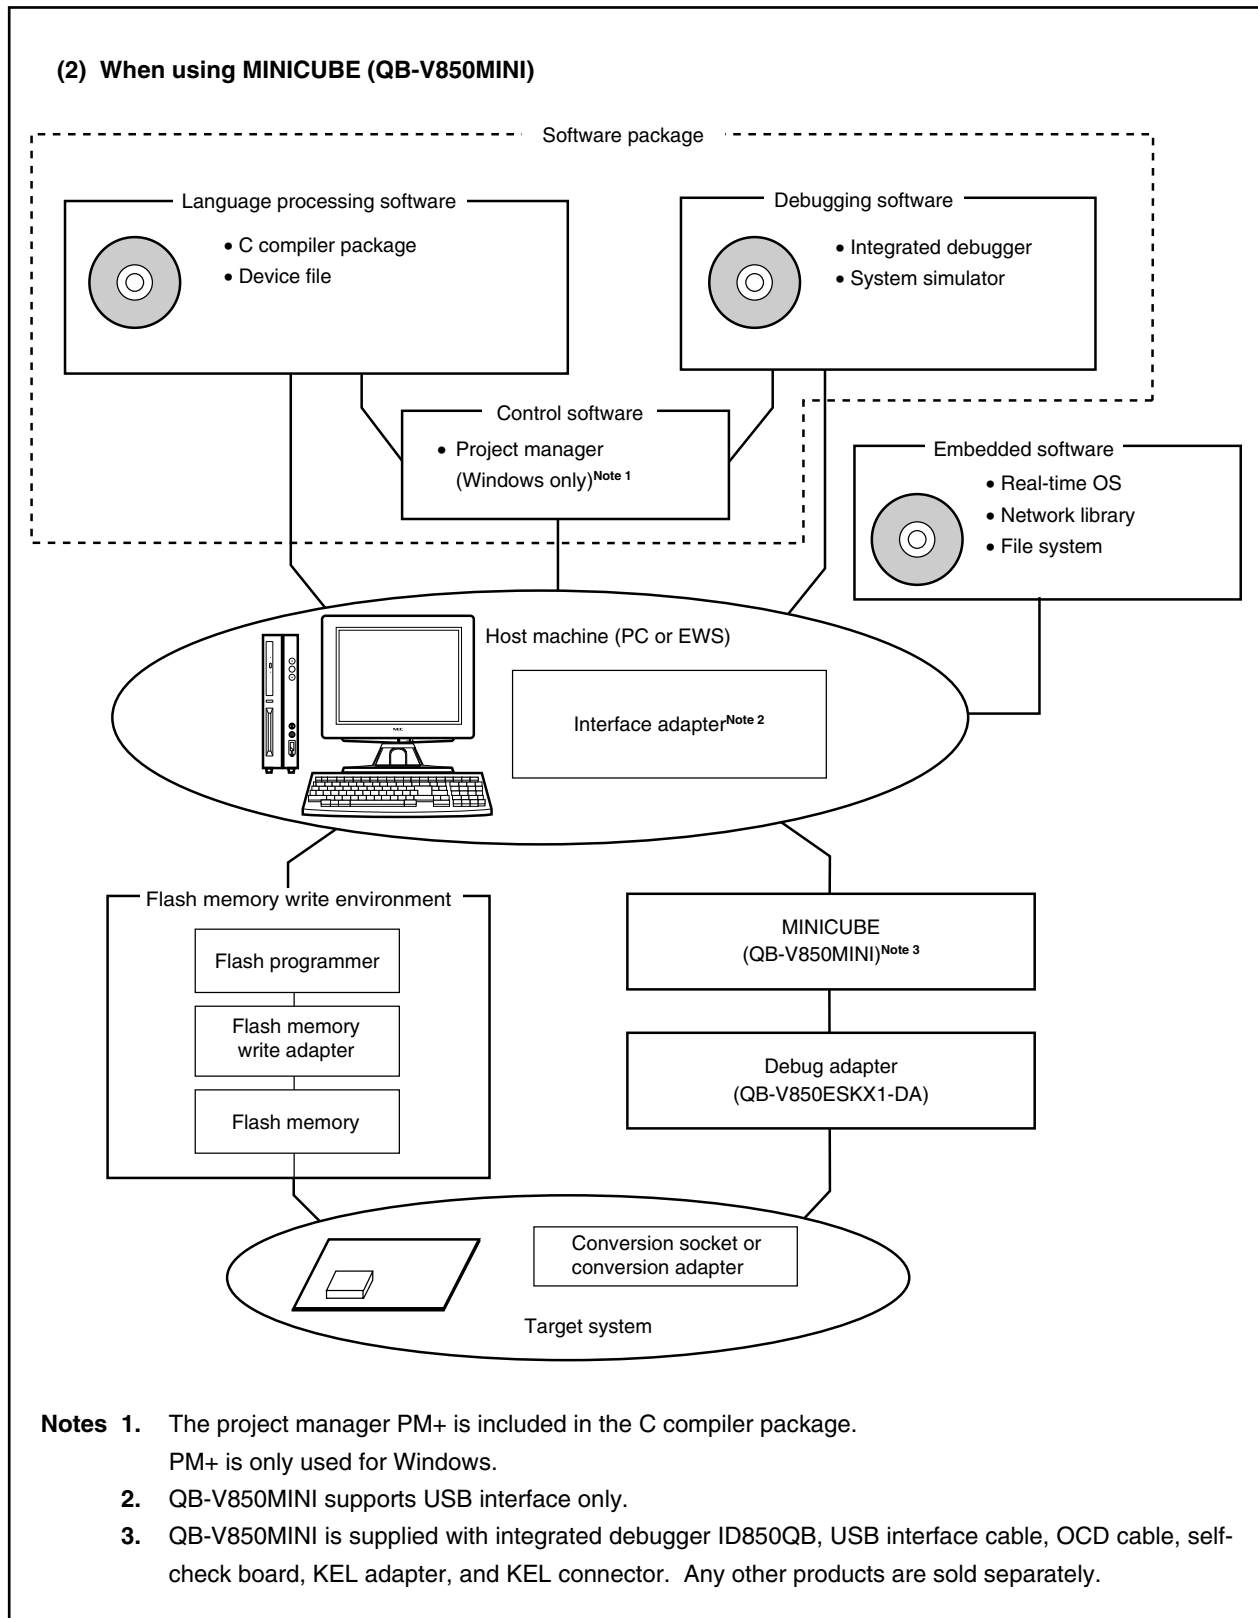 (2) When using MINICUBE (QB-V850MINI)
Software package
Language processing software
• C compiler package
• Device file
Debugging software
• Integrated debugger
• System simulator
Control software
• Project manager
(Windows only)Note 1
Embedded software
• Real-time OS
• Network library
• File system
Host machine (PC or EWS)
Interface adapterNote 2
NEC
Flash memory write environment
Flash programmer
Flash memory
write adapter
Flash memory
MINICUBE
(QB-V850MINI)Note 3
Debug adapter
(QB-V850ESKX1-DA)
Conversion socket or
conversion adapter
Target system
Notes 1. The project manager PM+ is included in the C compiler package.
PM+ is only used for Windows.
2. QB-V850MINI supports USB interface only.
3. QB-V850MINI is supplied with integrated debugger ID850QB, USB interface cable, OCD cable, self-
check board, KEL adapter, and KEL connector. Any other products are sold separately.